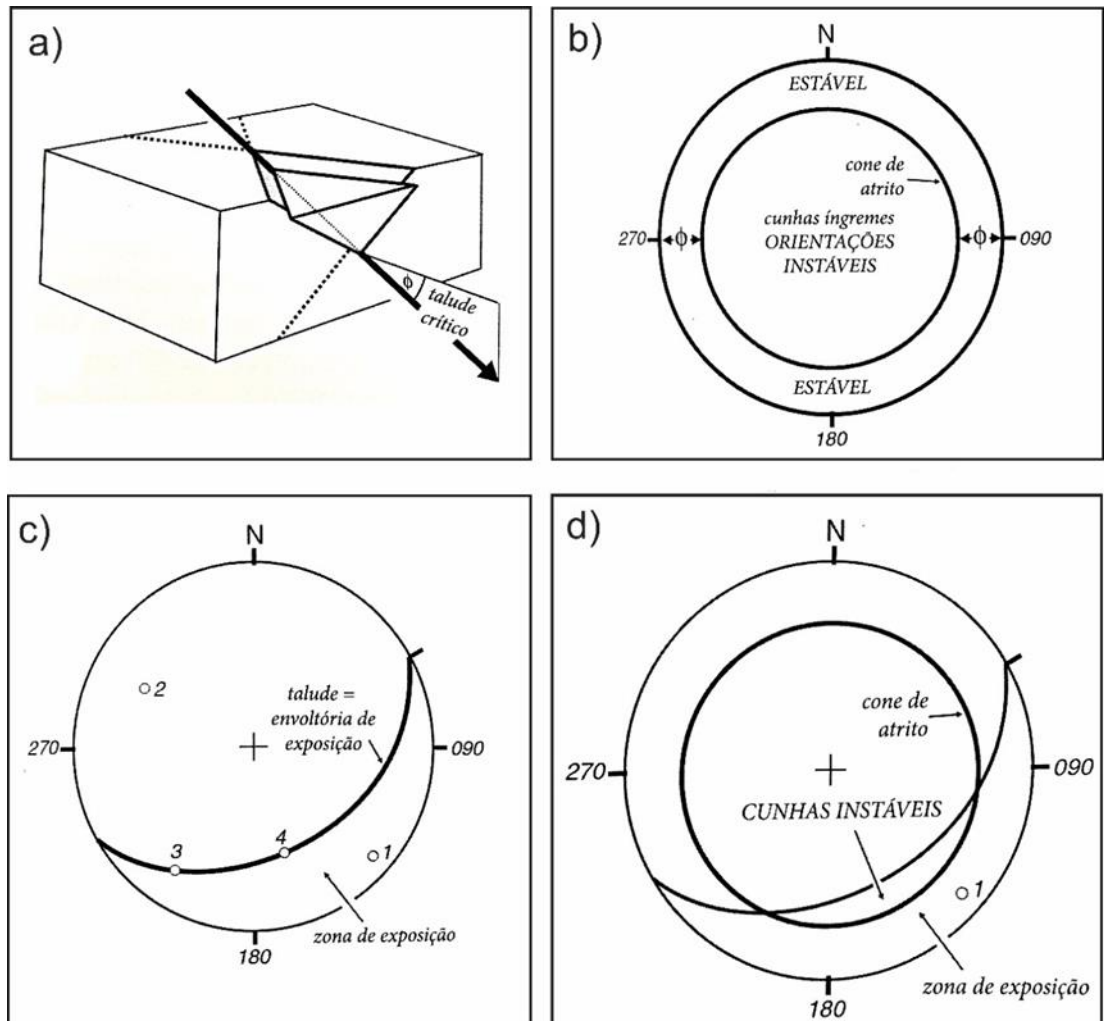 a)
ϕ
talude
crítico
b)
N
ESTÁVEL
cone de
atrito
cunhas íngremes
ORIENTAÇÕES
INSTÁVEIS
270
ϕ
ϕ
090
ESTÁVEL
180
c)
N
2
talude =
envoltória de
exposição
270
090
3
4
1
zona de exposição
180
d)
N
cone de
atrito
270
090
CUNHAS INSTÁVEIS
1
zona de exposição
180